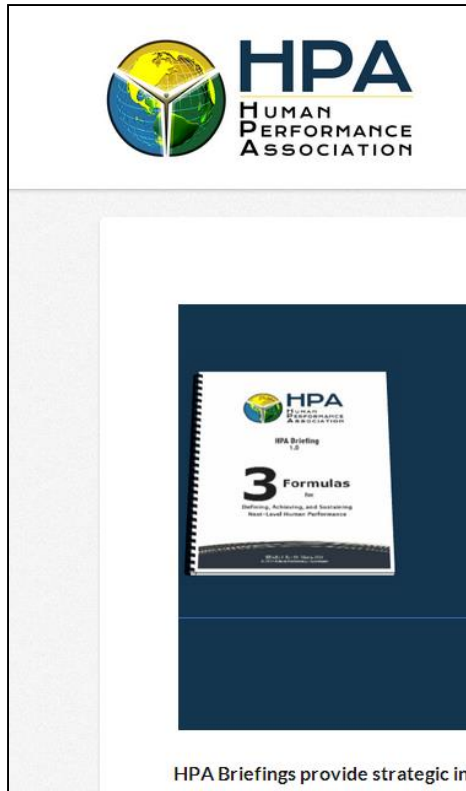 HPA
HUMAN
PERFORMANCE
ASSOCIATION
HPA
HUMAN
PERFORMANCE
ASSOCIATION
HPA Briefing
1.0
3 Formulas
for
Defining, Achieving, and Sustaining
Next-Level Human Performance
HPA Briefings provide strategic in